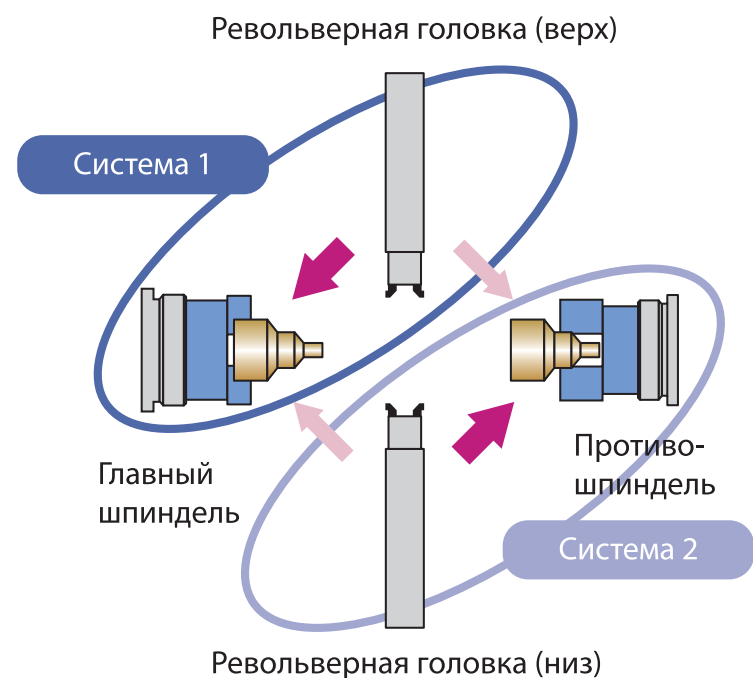 Револьверная головка (верх)
Система 1
Главный
шпиндель
Противо-
шпиндель
Система 2
Револьверная головка (низ)